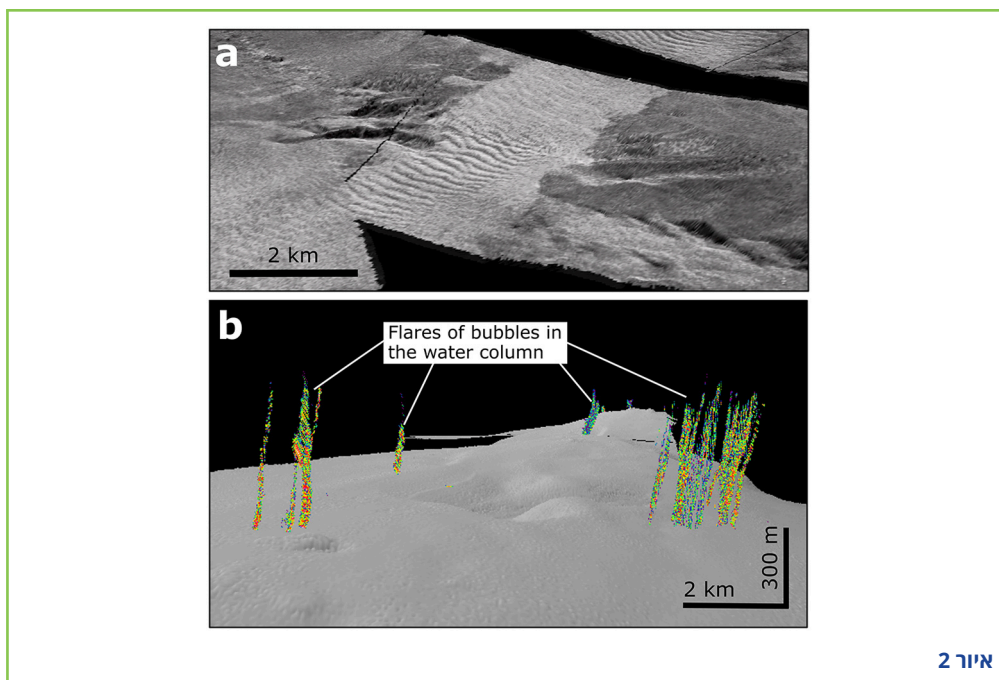 a
2 km
b
Flares of bubbles in
the water column
300 m
2 km
איור 2